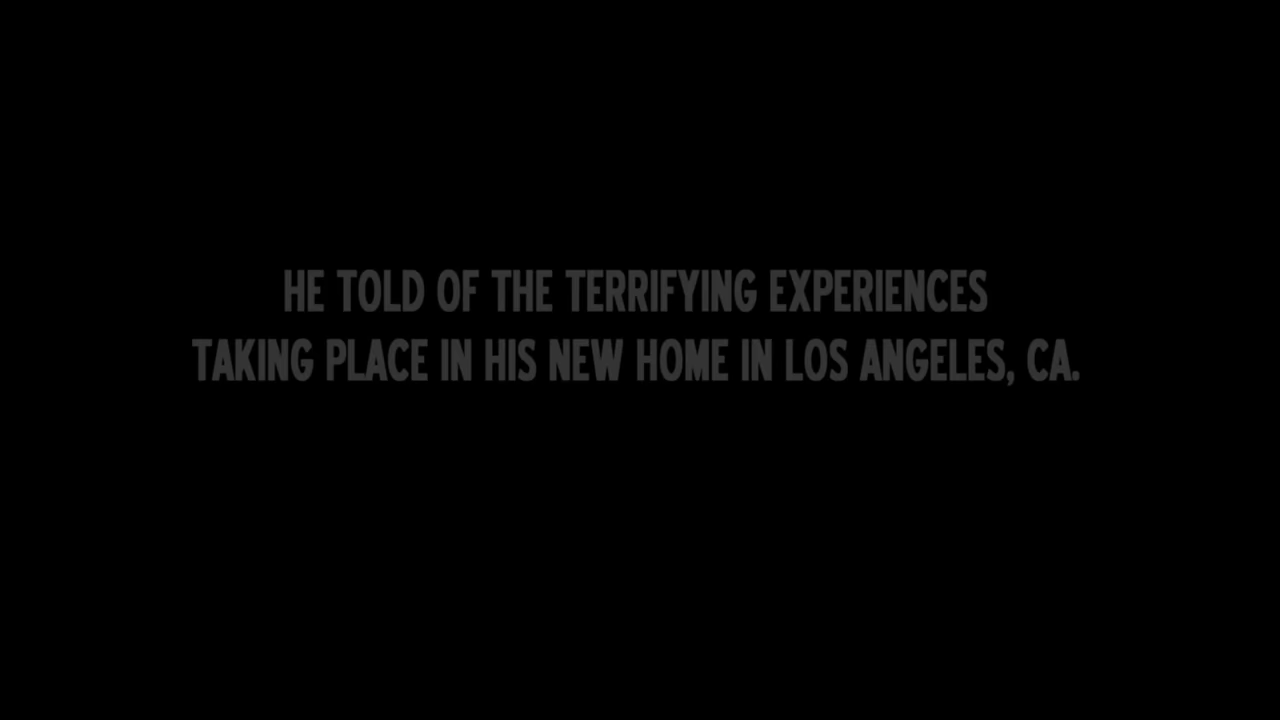 HE TOLD OF THE TERRIFYING EXPERIENCES
TAKING PLACE IN HIS NEW HOME IN LOS ANGELES, CA.